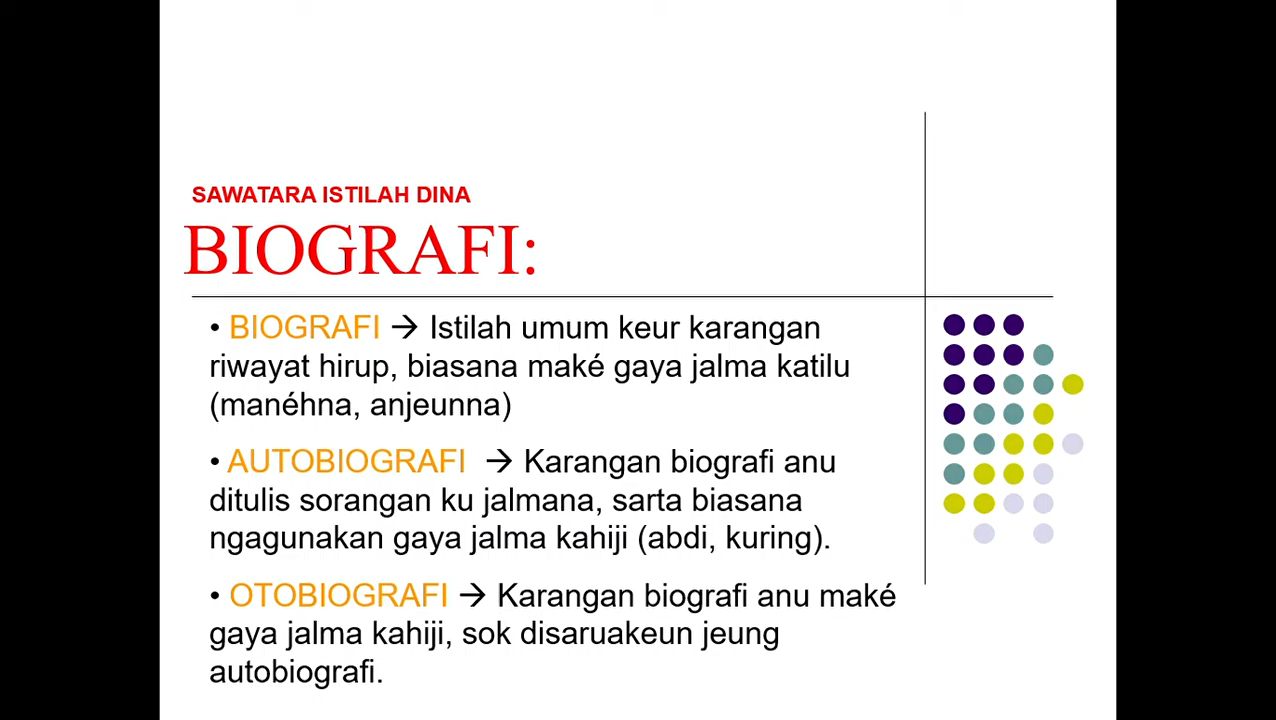 SAWATARA ISTILAH DINA
BIOGRAFI:
• BIOGRAFI → Istilah umum keur karangan
riwayat hirup, biasana maké gaya jalma katilu
(manéhna, anjeunna)
• AUTOBIOGRAFI → Karangan biografi anu
ditulis sorangan ku jalmana, sarta biasana
ngagunakan gaya jalma kahiji (abdi, kuring).
• OTOBIOGRAFI → Karangan biografi anu maké
gaya jalma kahiji, sok disaruakeun jeung
autobiografi.